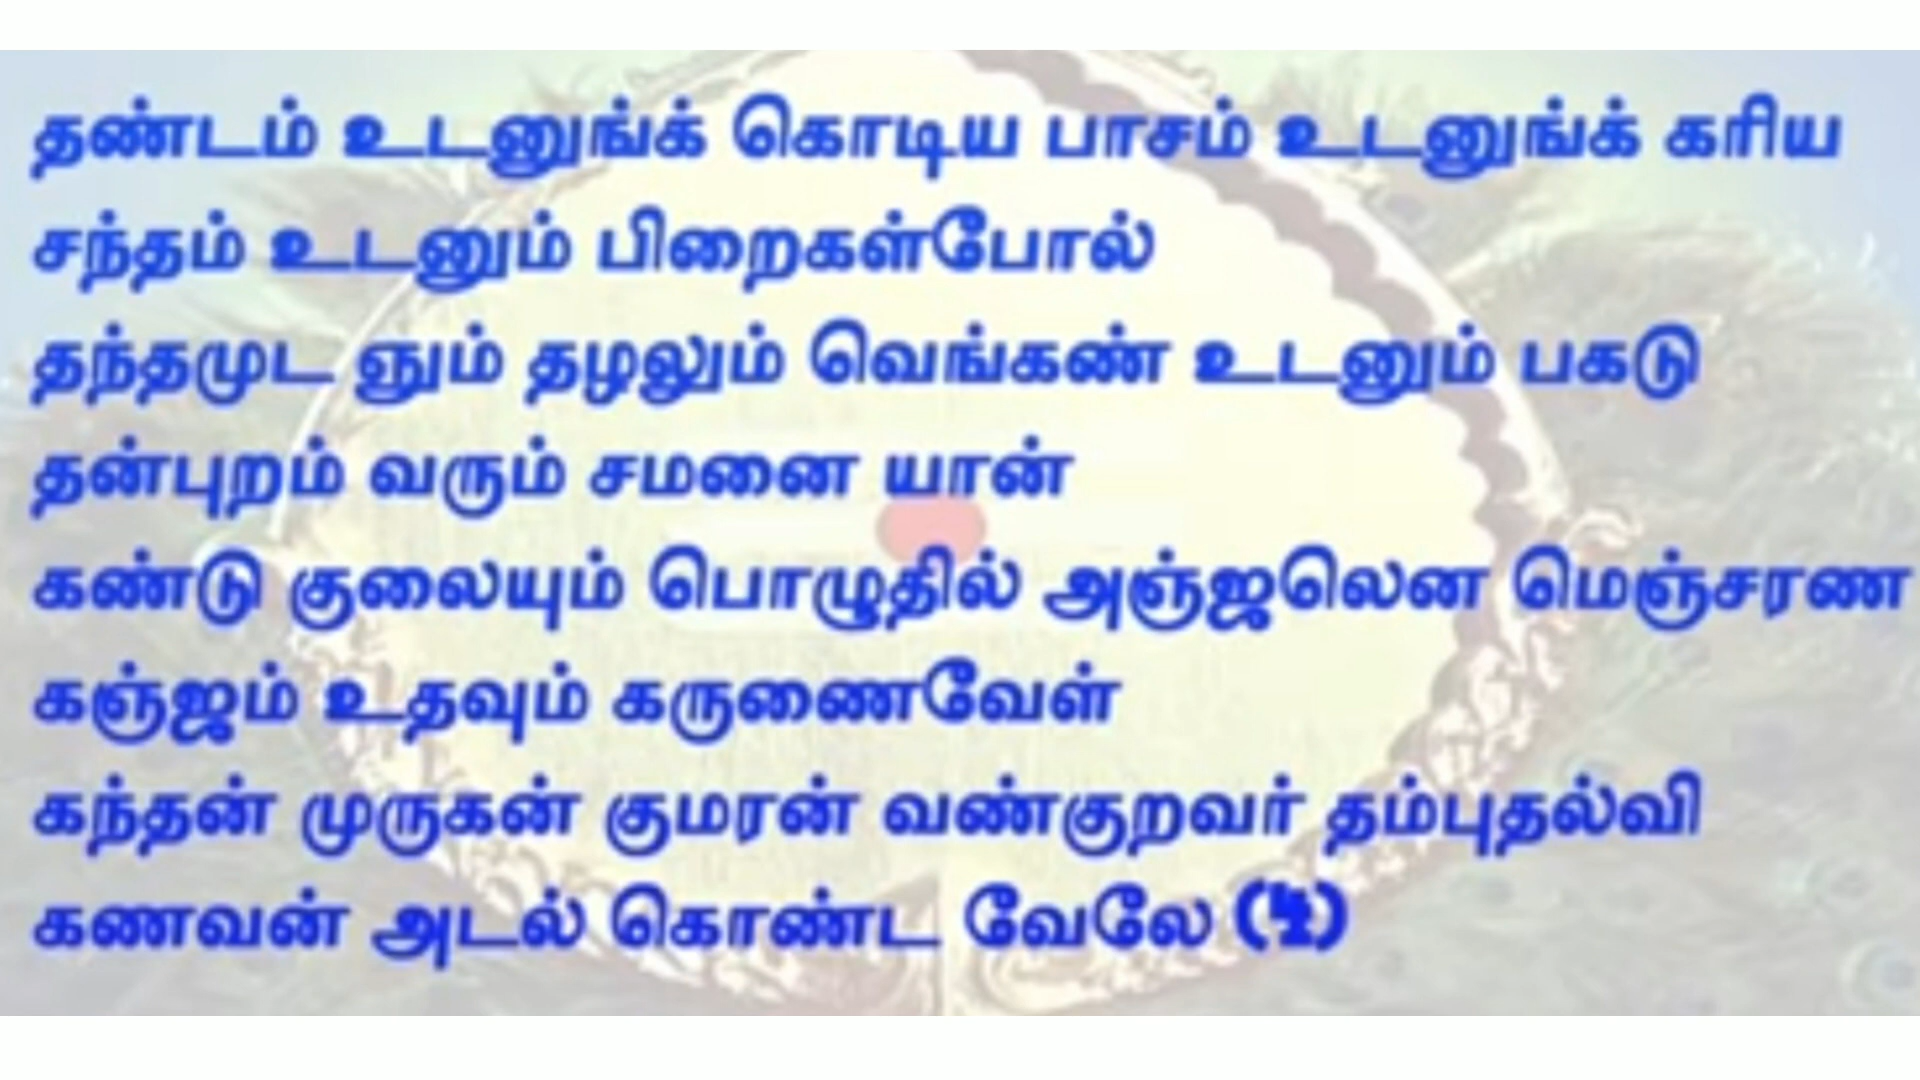 தண்டம் உடனுங்க் கொடிய பாசம் உடனுங்க் கரிய
சந்தம் உடனும் பிறைகள்போல்
தந்தமுட னும் தழலும் வெங்கண் உடனும் பகடு
தன்புறம் வரும் சமனை யான்
கண்டு குலையும் பொழுதில் அஞ்ஜலென மெஞ்சரண
கஞ்ஜம் உதவும் கருணைவேள்
கந்தன் முருகன் குமரன் வண்குறவர் தம்புதல்வி
கணவன் அடல் கொண்ட வேலே